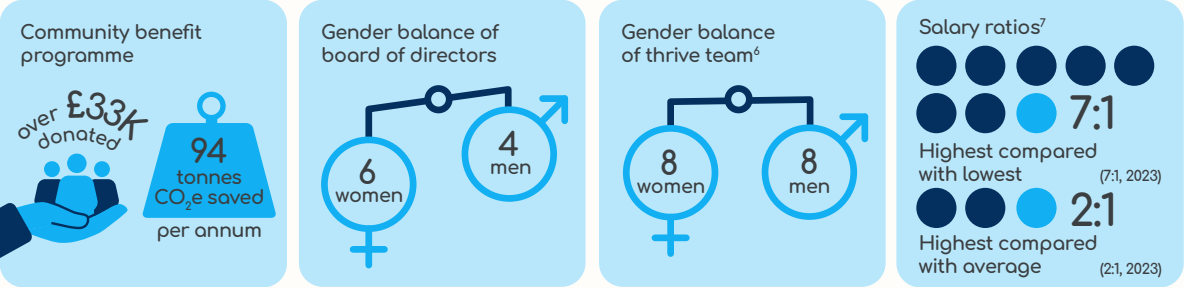 Community benefit
programme
over £33K
donated
94
tonnes
CO₂e saved
per annum
Gender balance of
board of directors
6
women
4
men
Gender balance
of thrive team⁶
8
women
8
men
Salary ratios⁷
7:1
Highest compared
with lowest (7:1, 2023)
2:1
Highest compared
with average (2:1, 2023)